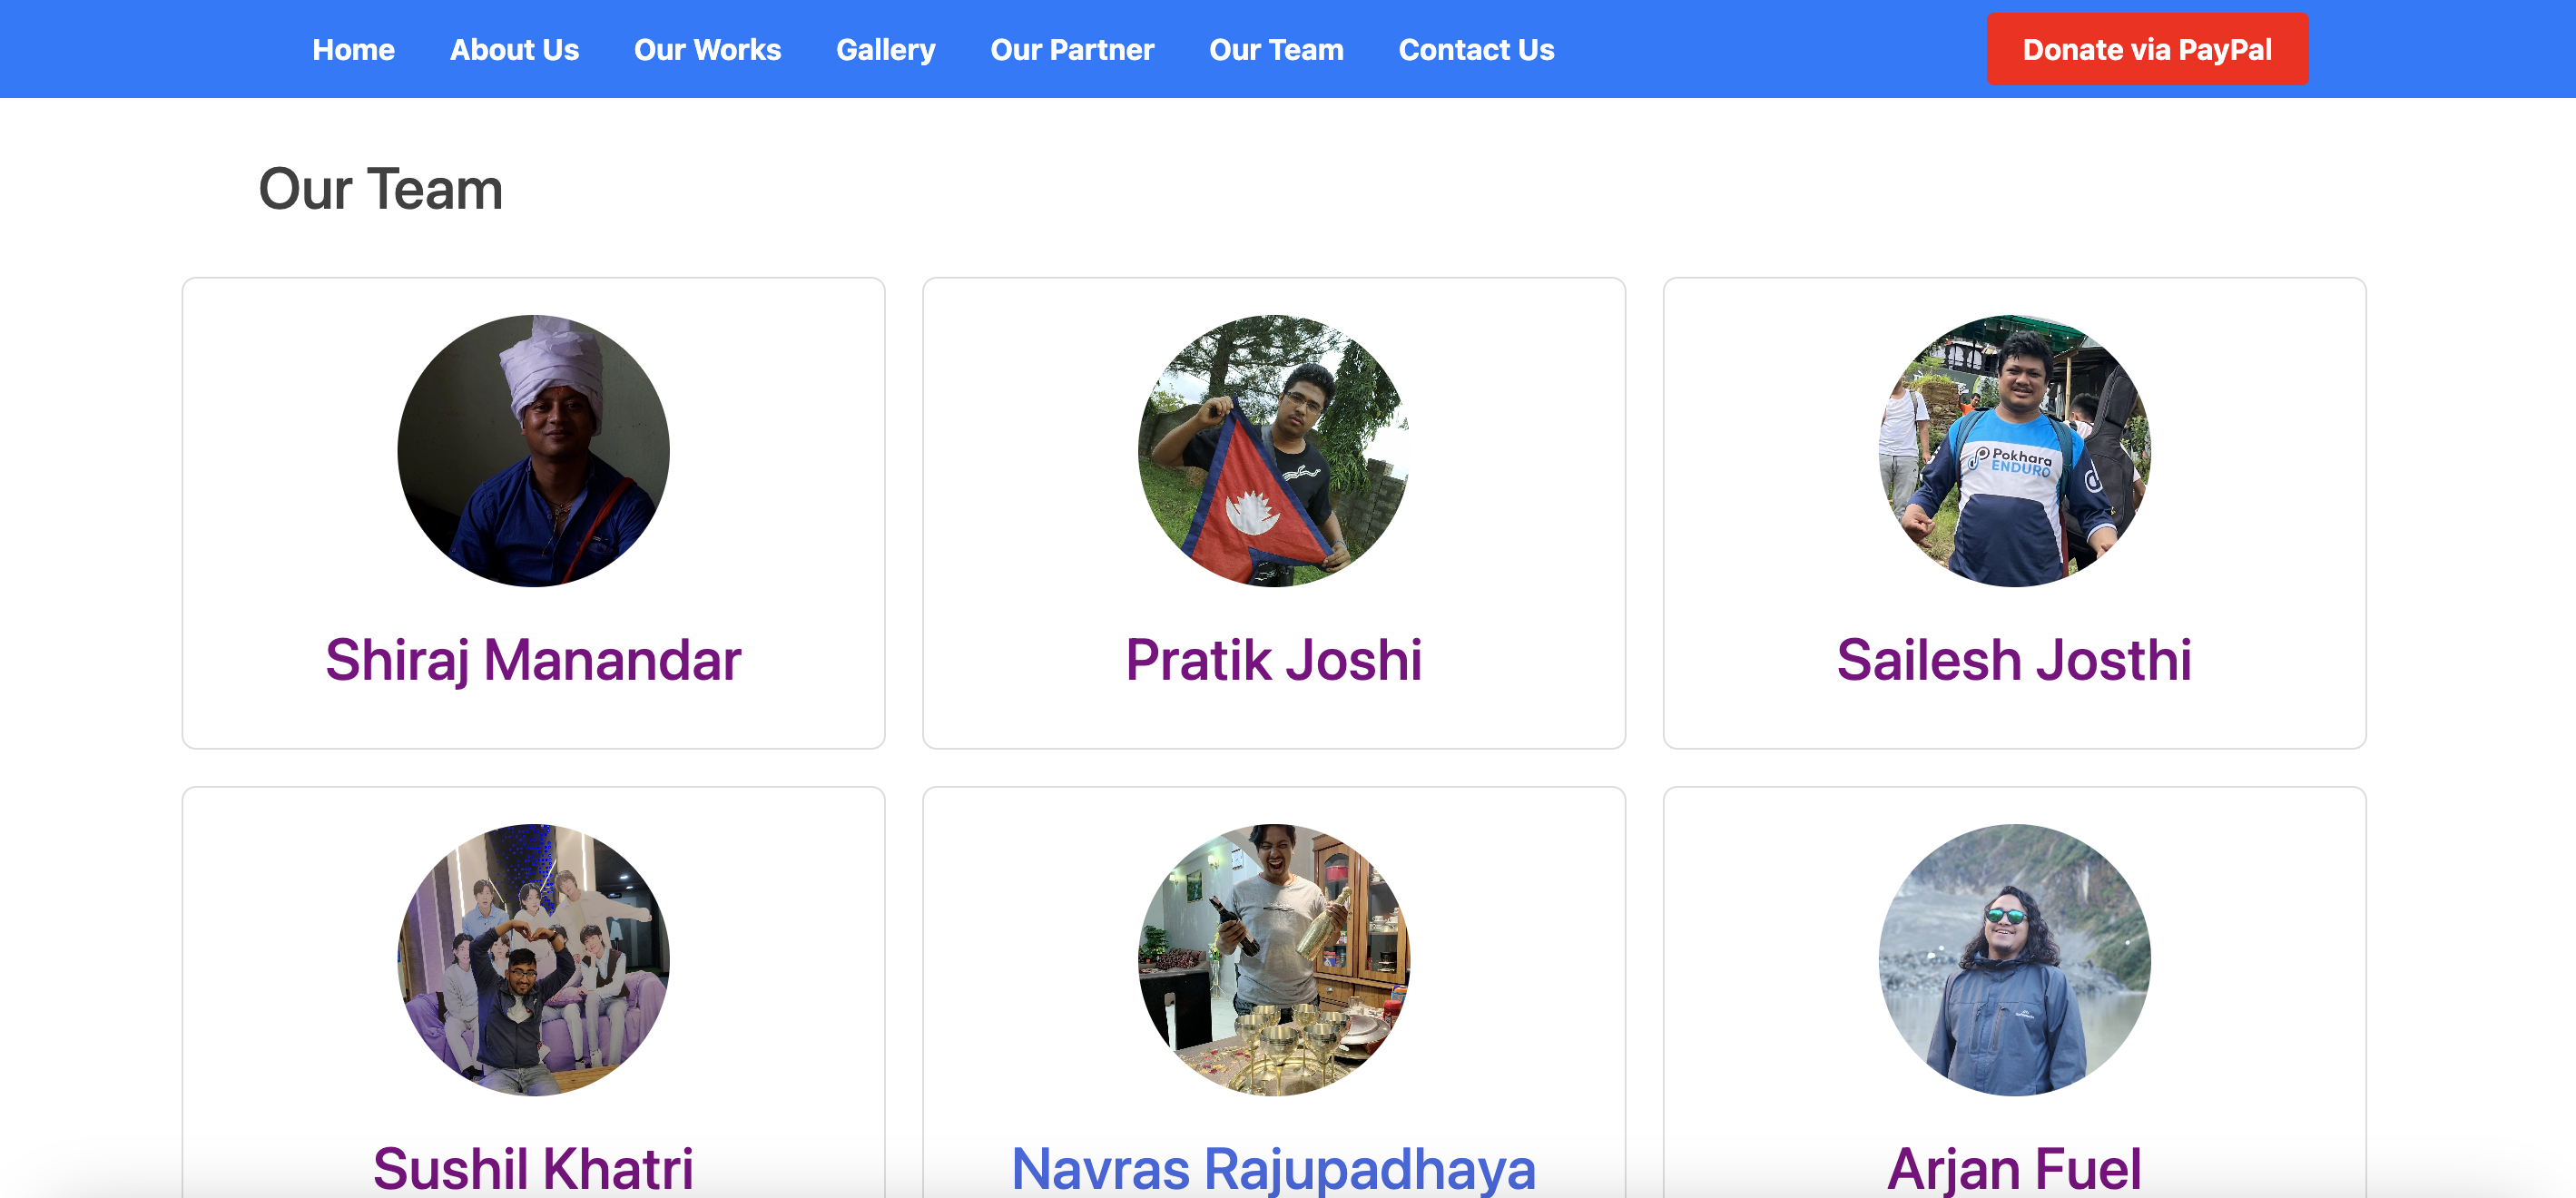 Home About Us Our Works Gallery Our Partner Our Team Contact Us Donate via PayPal
Our Team
Pokhara
ENDURO
Shiraj Manandar Pratik Joshi Sailesh Josthi
Sushil Khatri Navras Rajupadhaya Arjan Fuel